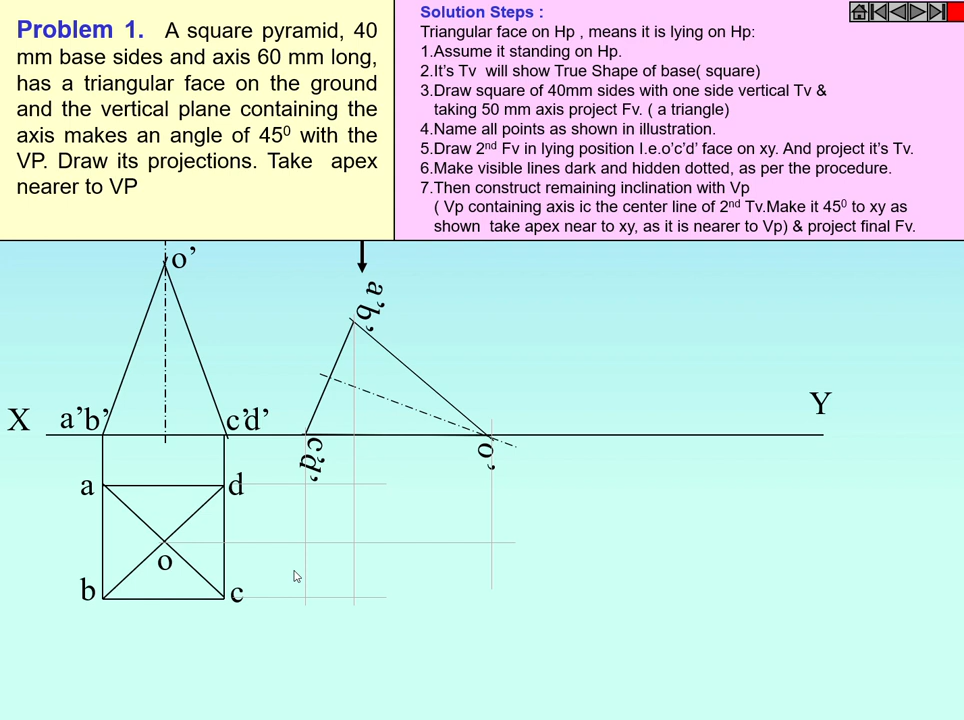 Problem 1. A square pyramid, 40
mm base sides and axis 60 mm long,
has a triangular face on the ground
and the vertical plane containing the
axis makes an angle of 45⁰ with the
VP. Draw its projections. Take apex
nearer to VP
Solution Steps :
Triangular face on Hp , means it is lying on Hp:
1.Assume it standing on Hp.
2.It’s Tv will show True Shape of base( square)
3.Draw square of 40mm sides with one side vertical Tv &
taking 50 mm axis project Fv. ( a triangle)
4.Name all points as shown in illustration.
5.Draw 2nd Fv in lying position I.e.o’c’d’ face on xy. And project it’s Tv.
6.Make visible lines dark and hidden dotted, as per the procedure.
7.Then construct remaining inclination with Vp
( Vp containing axis ic the center line of 2nd Tv.Make it 45⁰ to xy as
shown take apex near to xy, as it is nearer to Vp) & project final Fv.
o’
a’b’
X a’b’ c’d’ Y
c’d’
o’
a d
o
b c